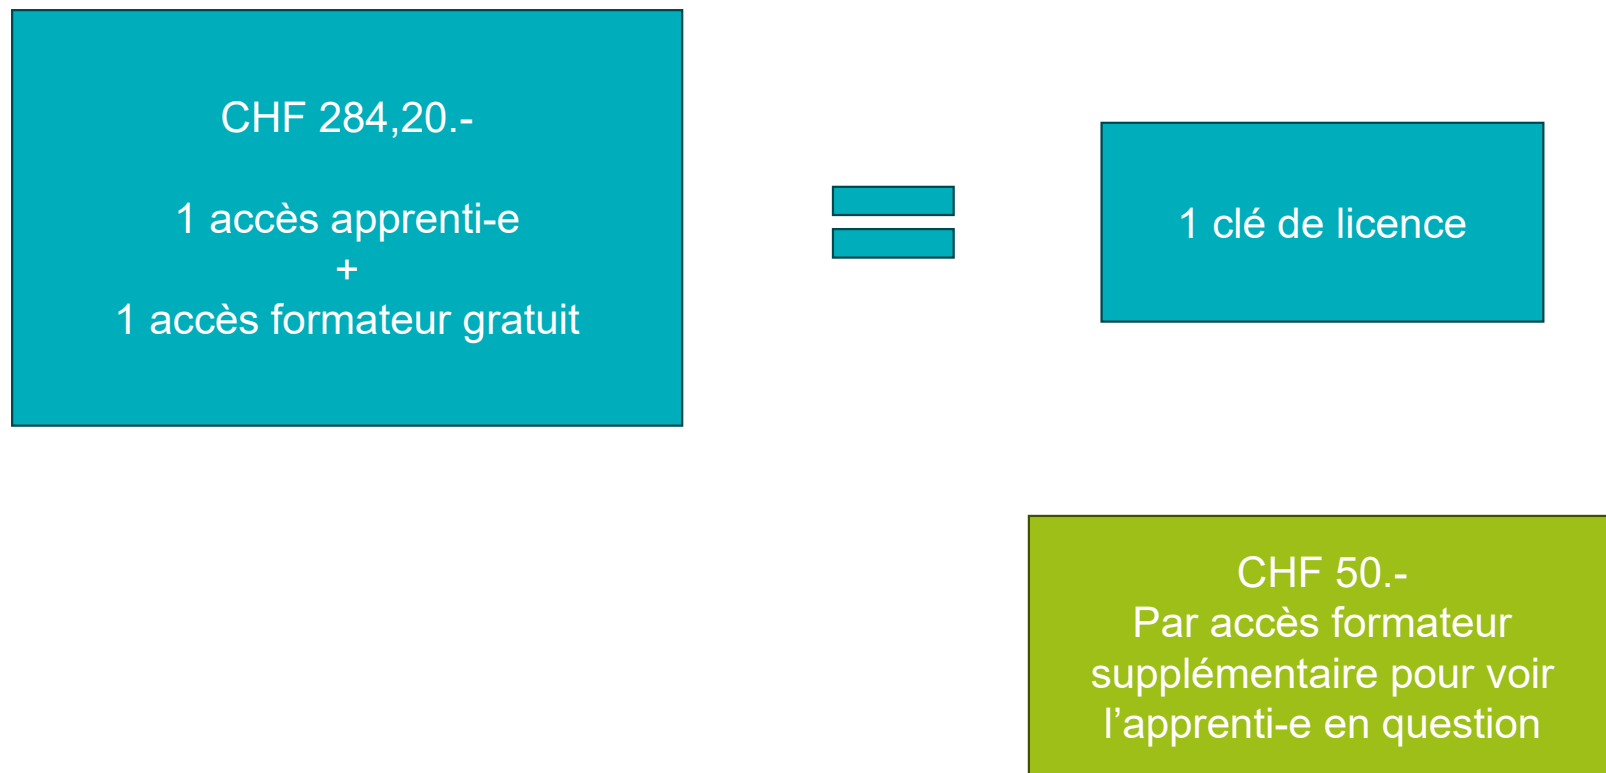 CHF 284,20.-
1 accès apprenti-e
+
1 accès formateur gratuit
1 clé de licence
CHF 50.-
Par accès formateur
supplémentaire pour voir
l’apprenti-e en question